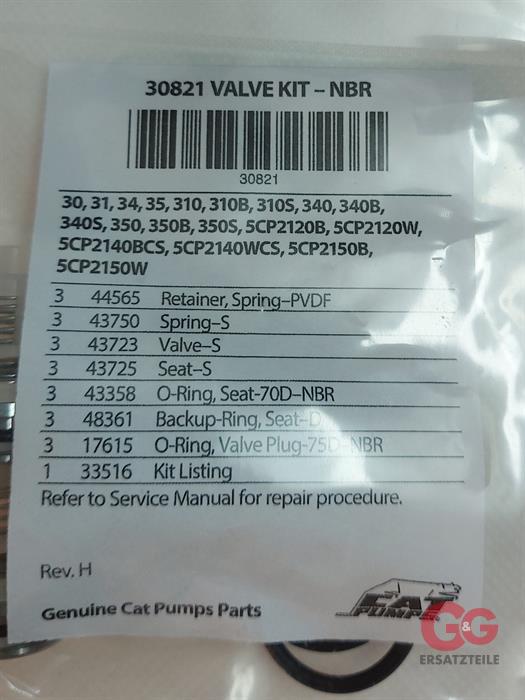 30821 VALVE KIT – NBR
30821
30, 31, 34, 35, 310, 310B, 310S, 340, 340B,
340S, 350, 350B, 350S, 5CP2120B, 5CP2120W,
5CP2140BCS, 5CP2140WCS, 5CP2150B,
5CP2150W
3 44565 Retainer, Spring–PVDF
3 43750 Spring–S
3 43723 Valve–S
3 43725 Seat–S
3 43358 O-Ring, Seat-70D–NBR
3 48361 Backup-Ring, Seat–D
3 17615 O-Ring, Valve Plug-75D–NBR
1 33516 Kit Listing
Refer to Service Manual for repair procedure.
Rev. H
Genuine Cat Pumps Parts
CAT
PUMPS
G&G
ERSATZTEILE